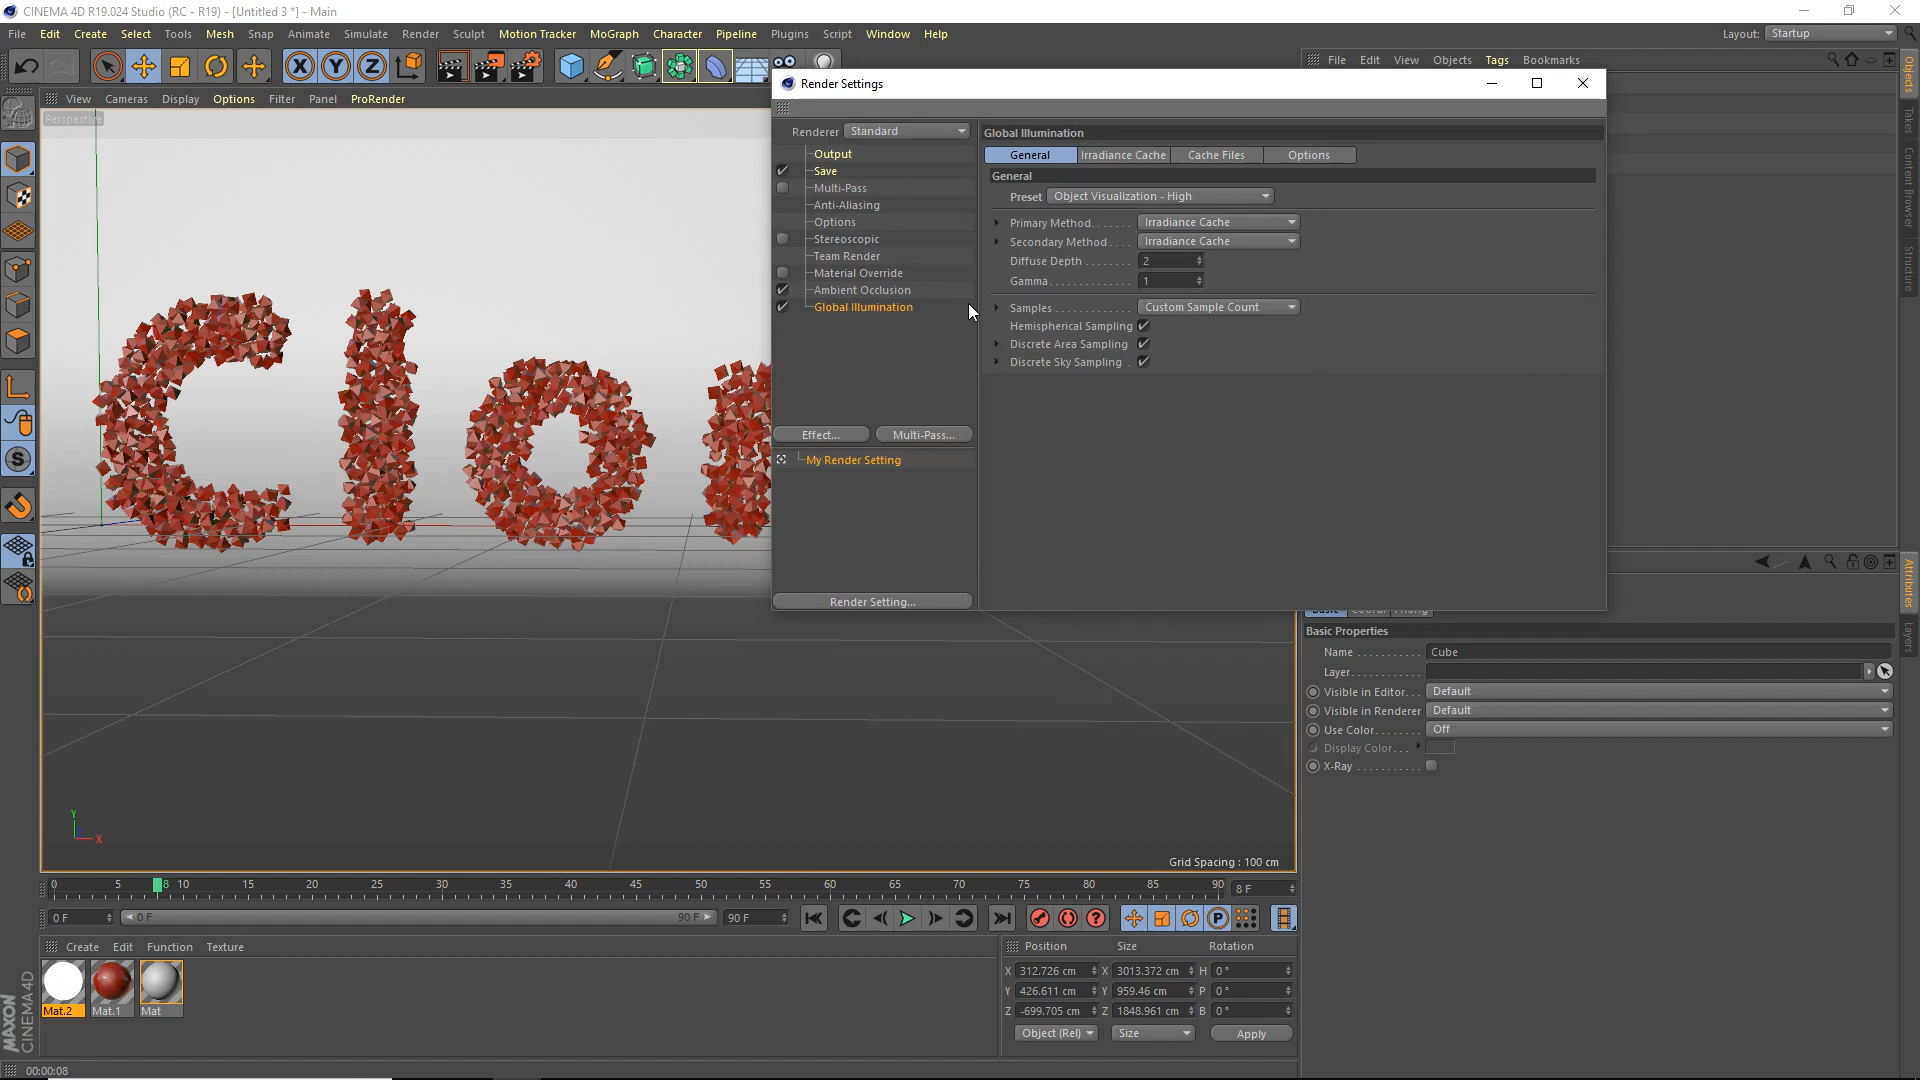 CINEMA 4D R19.024 Studio (RC - R19) - [Untitled 3 *] - Main
File Edit Create Select Tools Mesh Snap Animate Simulate Render Sculpt Motion Tracker MoGraph Character Pipeline Plugins Script Window Help
Layout: Startup
File Edit View Objects Tags Bookmarks
Objects
Takes
Content Browser
Structure
View Cameras Display Options Filter Panel ProRender
Perspective
Clo
Render Settings
Renderer Standard
Output
Save
Multi-Pass
Anti-Aliasing
Options
Stereoscopic
Team Render
Material Override
Ambient Occlusion
Global Illumination
Effect... Multi-Pass...
My Render Setting
Render Setting...
Global Illumination
General Irradiance Cache Cache Files Options
General
Preset Object Visualization - High
Primary Method Irradiance Cache
Secondary Method Irradiance Cache
Diffuse Depth 2
Gamma 1
Samples Custom Sample Count
Hemispherical Sampling
Discrete Area Sampling
Discrete Sky Sampling
Attributes
Layers
Basic Properties
Name Cube
Layer
Visible in Editor Default
Visible in Renderer Default
Use Color Off
Display Color
X-Ray
Y
X
Grid Spacing : 100 cm
0 5 8 10 15 20 25 30 35 40 45 50 55 60 65 70 75 80 85 90 8 F
0 F 0 F 90 F 90 F
Create Edit Function Texture
Mat.2 Mat.1 Mat
MAXON
CINEMA 4D
Position Size Rotation
X 312.726 cm X 3013.372 cm H 0 °
Y 426.611 cm Y 959.46 cm P 0 °
Z -699.705 cm Z 1848.961 cm B 0 °
Object (Rel) Size Apply
00:00:08